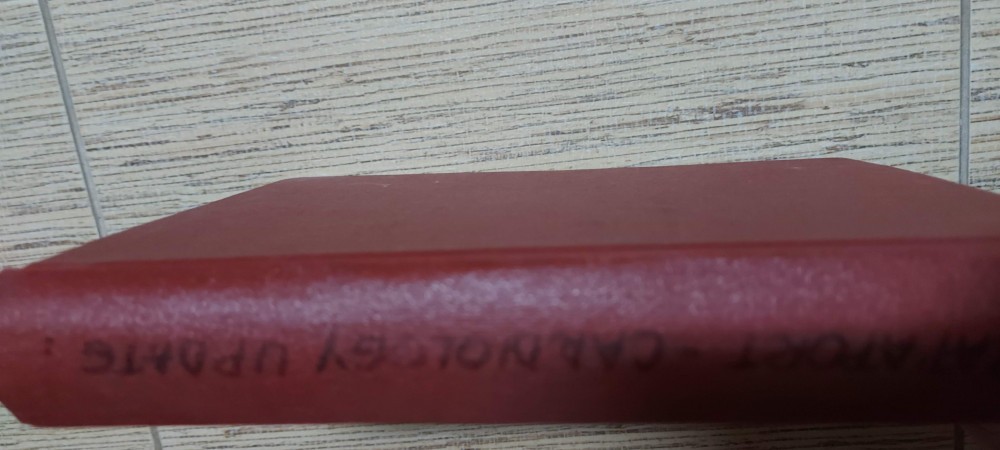 - CARDIOLOGY UPDATE :